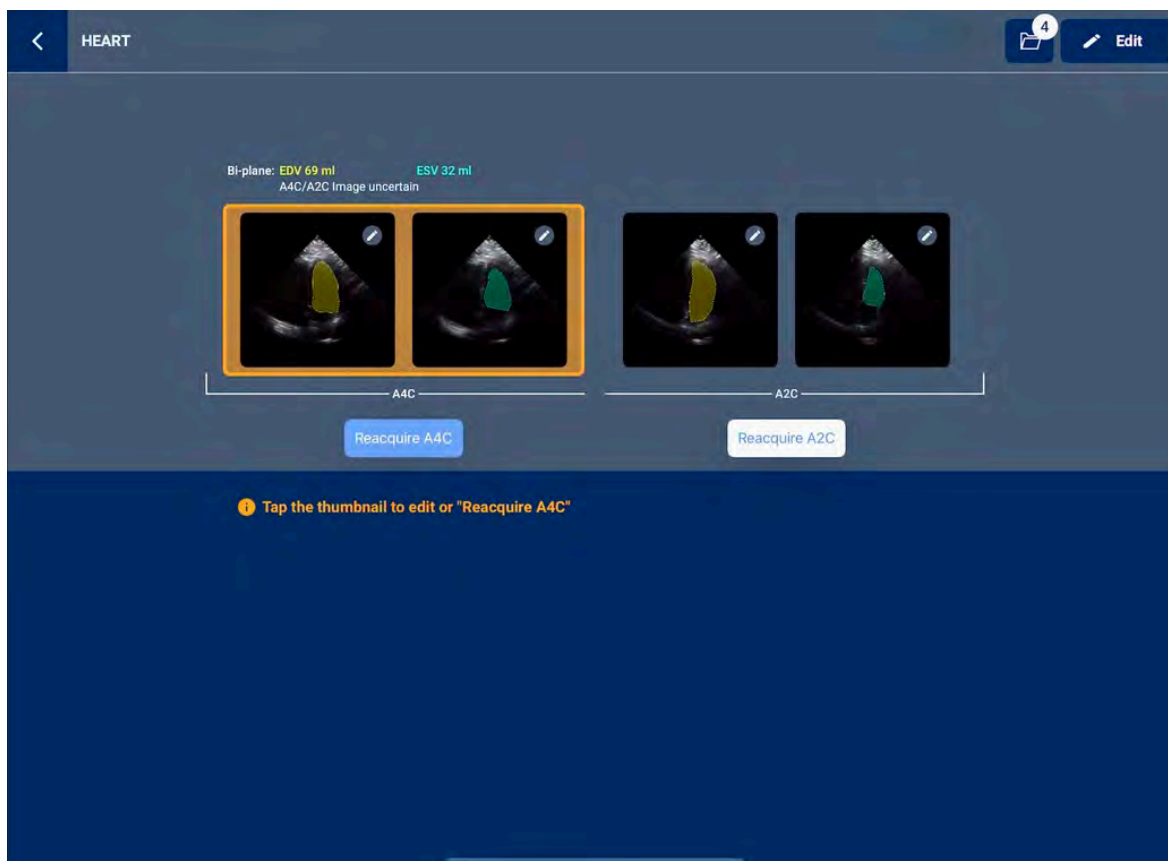 HEART
4
Edit
Bi-plane: EDV 69 ml ESV 32 ml
A4C/A2C Image uncertain
A4C
A2C
Reacquire A4C
Reacquire A2C
Tap the thumbnail to edit or "Reacquire A4C"